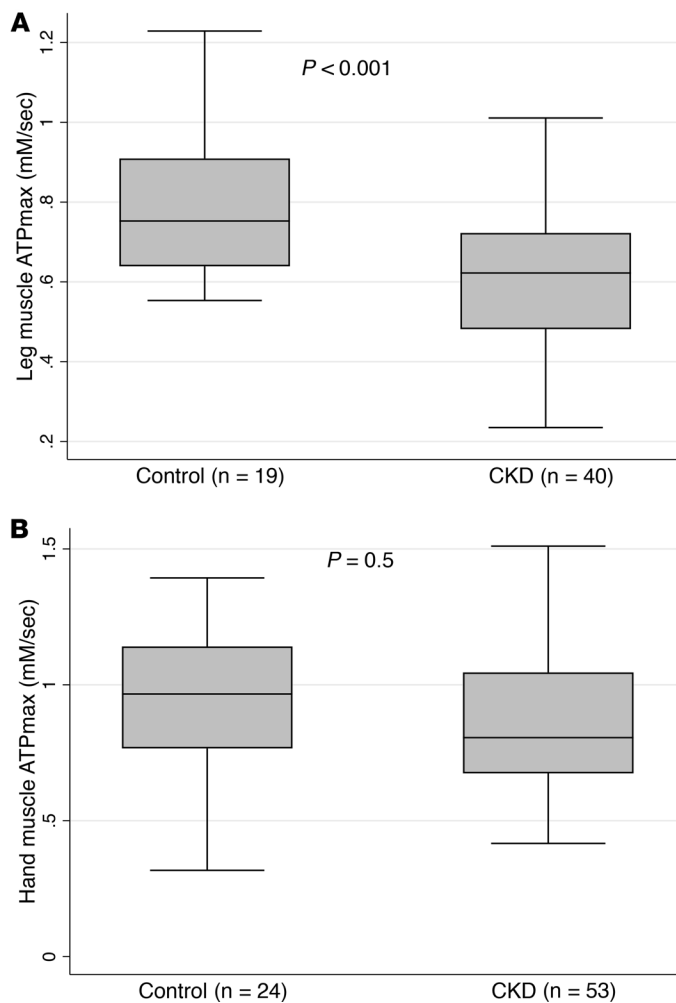 A
Leg muscle ATPmax (mM/sec)
1.2
1
.8
.6
.4
.2
P < 0.001
Control (n = 19)
CKD (n = 40)
B
Hand muscle ATPmax (mM/sec)
1.5
1
.5
0
P = 0.5
Control (n = 24)
CKD (n = 53)